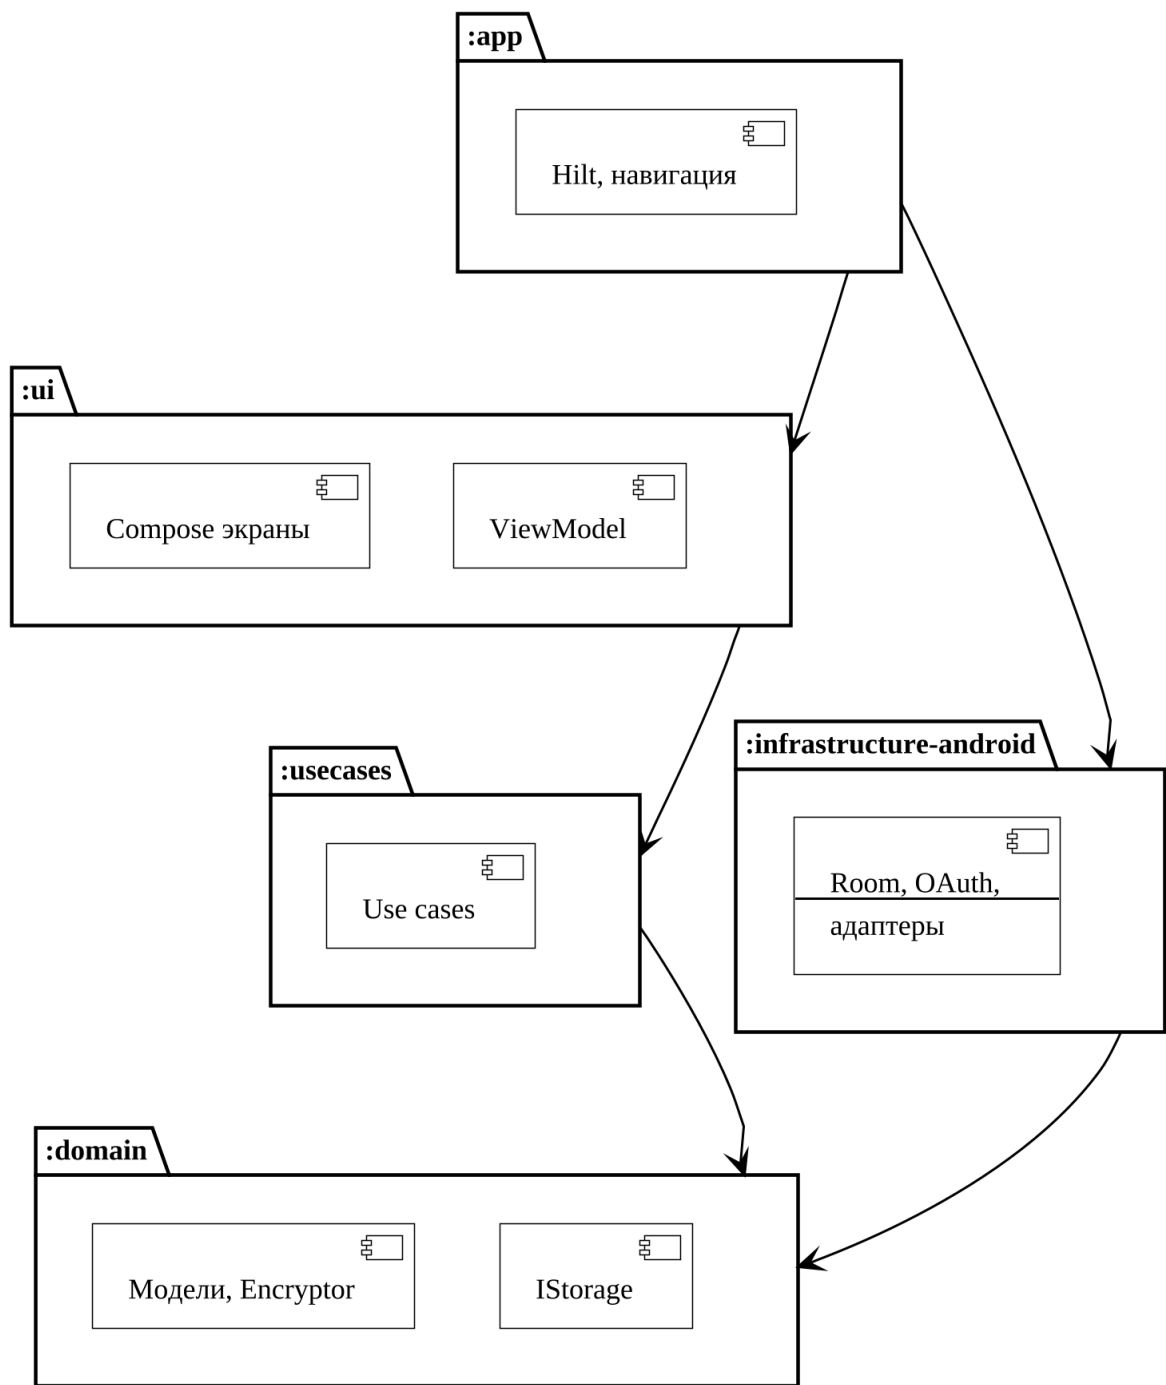 :app
Hilt, навигация
:ui
Compose экраны
ViewModel
:usecases
Use cases
:infrastructure-android
Room, OAuth,
адаптеры
:domain
Модели, Encryptor
IStorage